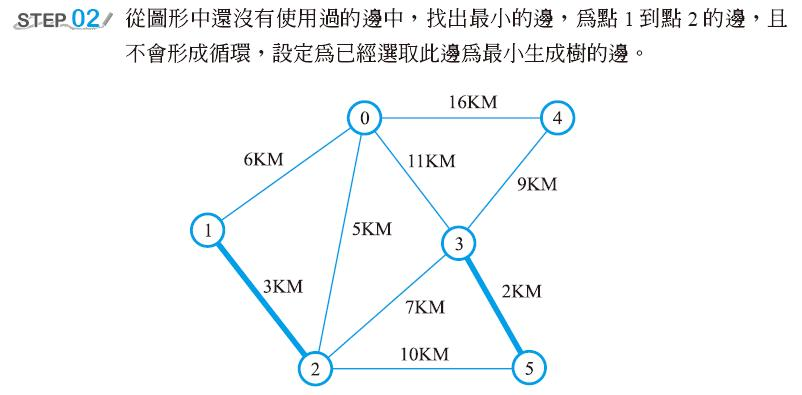 STEP 02 從圖形中還沒有使用過的邊中，找出最小的邊，為點 1 到點 2 的邊，且
不會形成循環，設定為已經選取此邊為最小生成樹的邊。
16KM
0
4
6KM
11KM
9KM
1
5KM
3
3KM
2KM
7KM
10KM
2
5